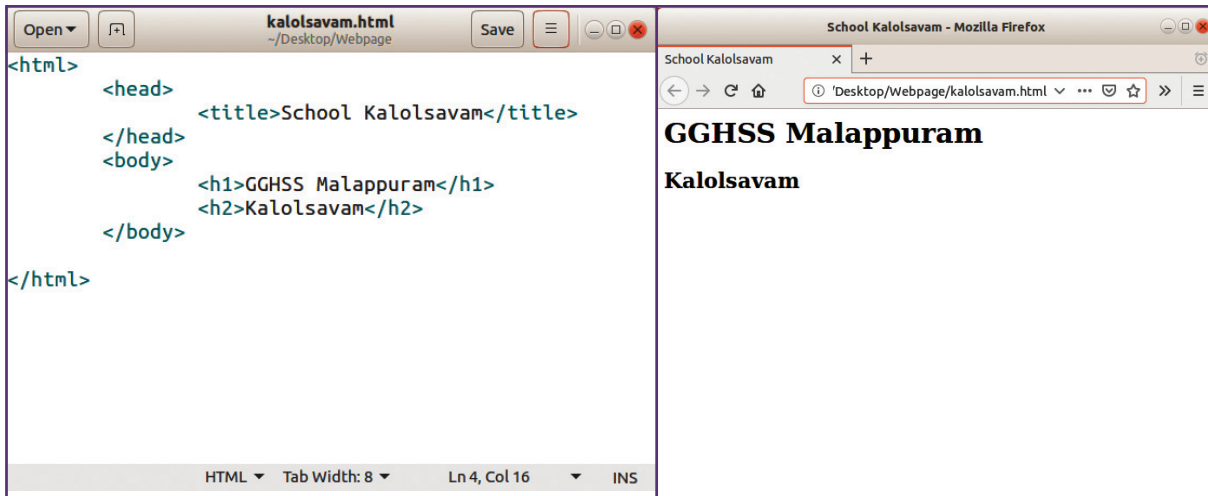 Open
kalolsavam.html
~/Desktop/Webpage
Save
<html>
<head>
<title>School Kalolsavam</title>
</head>
<body>
<h1>GGHSS Malappuram</h1>
<h2>Kalolsavam</h2>
</body>
</html>
HTML Tab Width: 8 Ln 4, Col 16 INS
School Kalolsavam - Mozilla Firefox
School Kalolsavam
'Desktop/Webpage/kalolsavam.html
GGHSS Malappuram
Kalolsavam